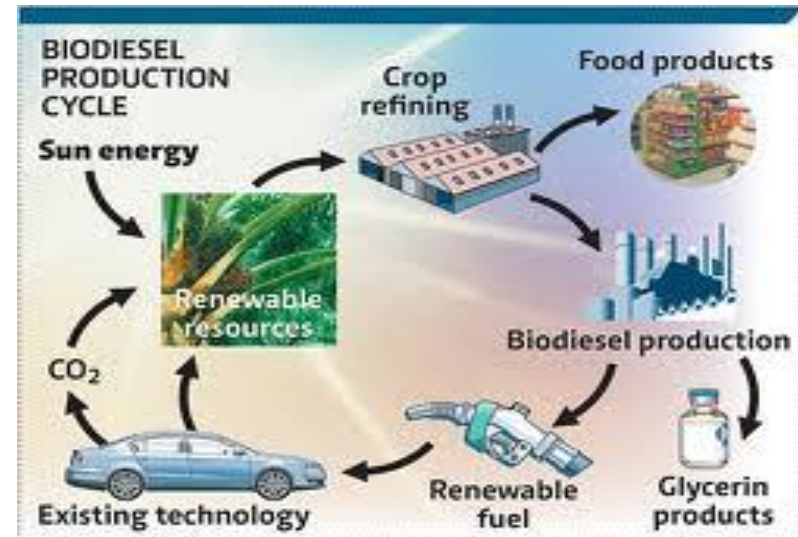 BIODIESEL
PRODUCTION
CYCLE
Sun energy
Crop
refining
Food products
Renewable
resources
Biodiesel production
CO₂
Existing technology
Renewable
fuel
Glycerin
products